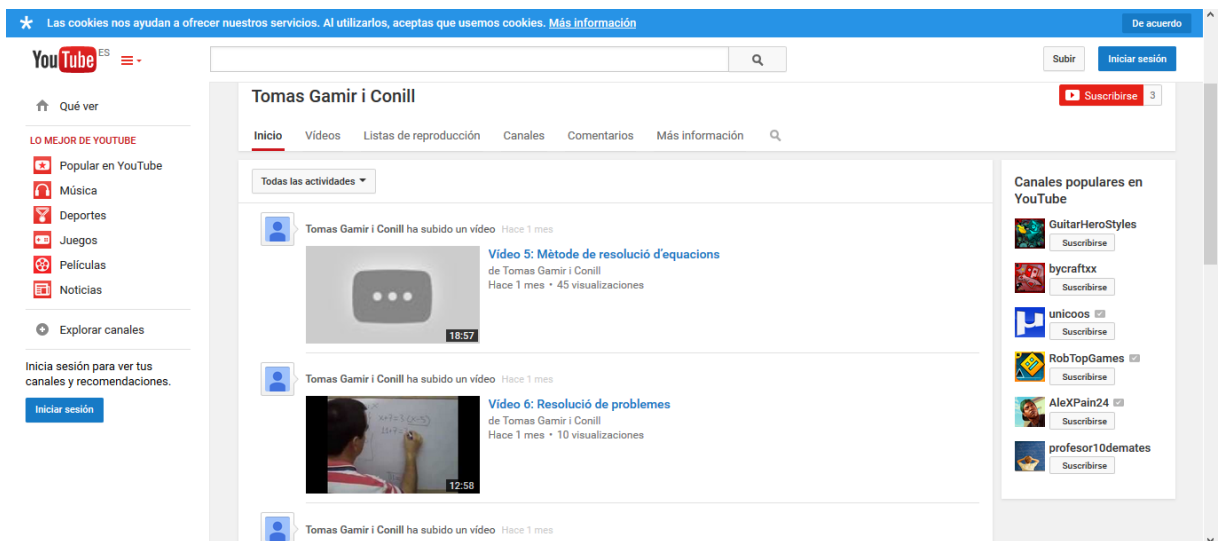 Las cookies nos ayudan a ofrecer nuestros servicios. Al utilizarlos, aceptas que usemos cookies. Más información
De acuerdo
YouTube ES
Subir
Iniciar sesión
Qué ver
LO MEJOR DE YOUTUBE
Popular en YouTube
Música
Deportes
Juegos
Películas
Noticias
Explorar canales
Inicia sesión para ver tus
canales y recomendaciones.
Iniciar sesión
Tomas Gamir i Conill
Suscribirse 3
Inicio Vídeos Listas de reproducción Canales Comentarios Más información
Todas las actividades
Tomas Gamir i Conill ha subido un vídeo Hace 1 mes
18:57
Vídeo 5: Mètode de resolució d'equacions
de Tomas Gamir i Conill
Hace 1 mes • 45 visualizaciones
Tomas Gamir i Conill ha subido un vídeo Hace 1 mes
12:58
Vídeo 6: Resolució de problemes
de Tomas Gamir i Conill
Hace 1 mes • 10 visualizaciones
Tomas Gamir i Conill ha subido un vídeo Hace 1 mes
Canales populares en
YouTube
GuitarHeroStyles
Suscribirse
bycraftxx
Suscribirse
unicoos
Suscribirse
RobTopGames
Suscribirse
AleXPain24
Suscribirse
profesor10demates
Suscribirse